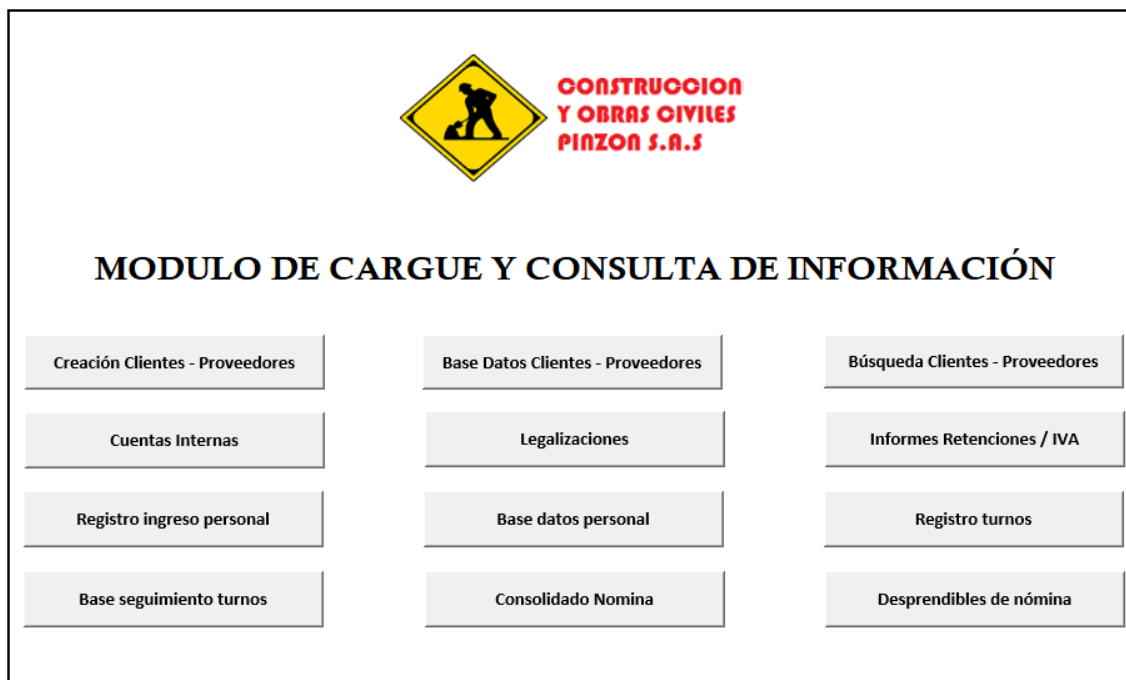 CONSTRUCCION
Y OBRAS CIVILES
PINZON S.A.S
MODULO DE CARGUE Y CONSULTA DE INFORMACIÓN
Creación Clientes - Proveedores
Base Datos Clientes - Proveedores
Búsqueda Clientes - Proveedores
Cuentas Internas
Legalizaciones
Informes Retenciones / IVA
Registro ingreso personal
Base datos personal
Registro turnos
Base seguimiento turnos
Consolidado Nomina
Desprendibles de nómina